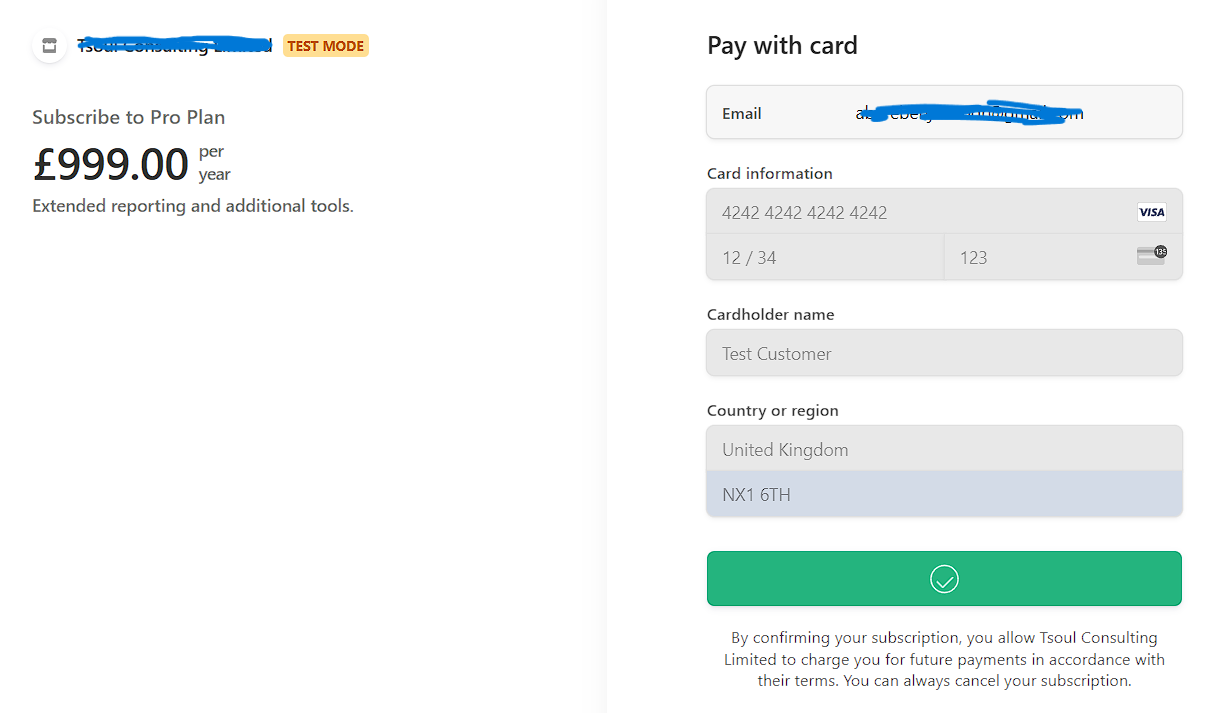 TEST MODE
Subscribe to Pro Plan
£999.00 per
year
Extended reporting and additional tools.
Pay with card
Email
Card information
4242 4242 4242 4242 VISA
12 / 34 123
Cardholder name
Test Customer
Country or region
United Kingdom
NX1 6TH
By confirming your subscription, you allow Tsoul Consulting
Limited to charge you for future payments in accordance with
their terms. You can always cancel your subscription.